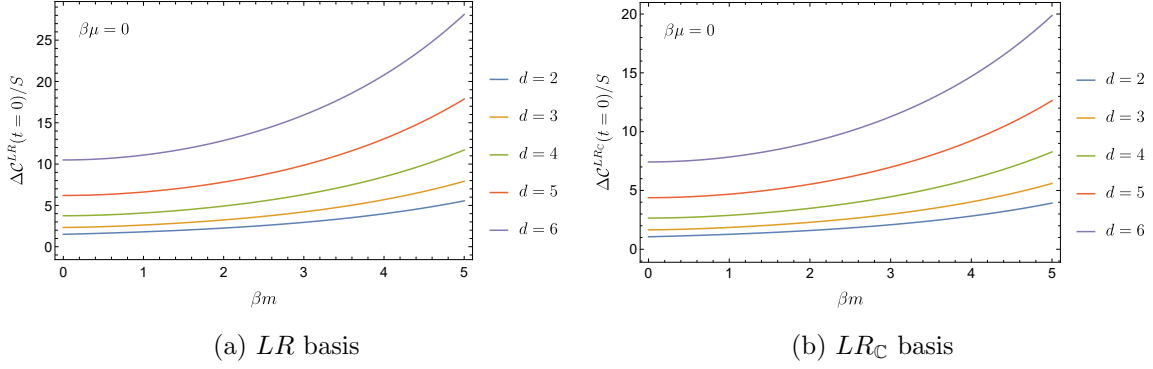 βμ = 0
ΔC^{LR}(t = 0)/S
25
20
15
10
5
0
0 1 2 3 4 5
βm
d = 2
d = 3
d = 4
d = 5
d = 6
(a) LR basis
βμ = 0
ΔC^{LR_ℂ}(t = 0)/S
20
15
10
5
0
0 1 2 3 4 5
βm
d = 2
d = 3
d = 4
d = 5
d = 6
(b) LR_ℂ basis